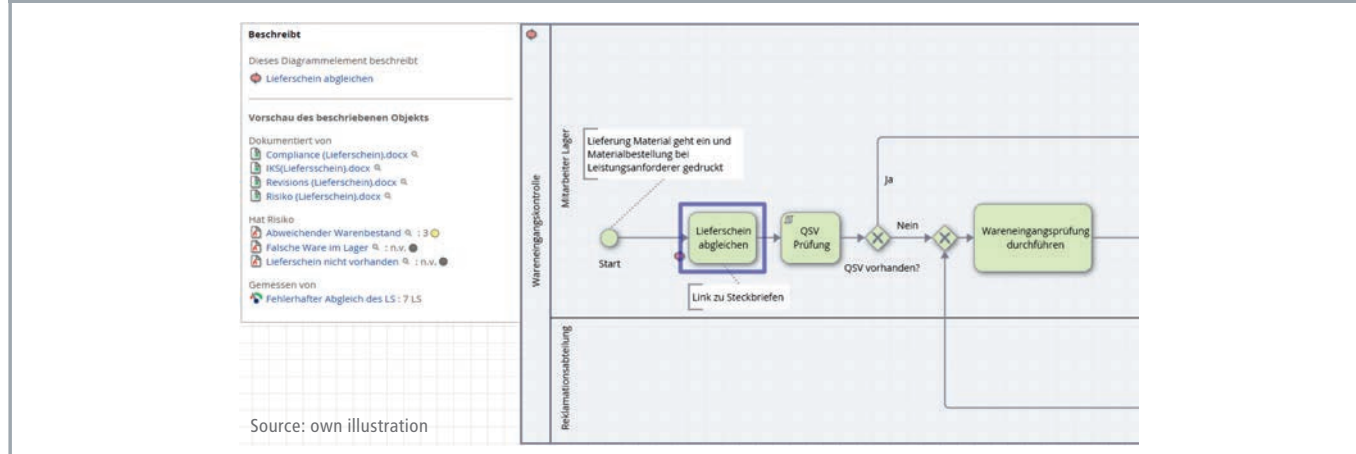 Beschreibt
Dieses Diagrammelement beschreibt
Lieferschein abgleichen
Vorschau des beschriebenen Objekts
Dokumentiert von
Compliance (Lieferschein).docx
IKS(Liefersschein).docx
Revisions (Lieferschein).docx
Risiko (Lieferschein).docx
Hat Risiko
Abweichender Warenbestand : 3
Falsche Ware im Lager : n.v.
Lieferschein nicht vorhanden : n.v.
Gemessen von
Fehlerhafter Abgleich des LS : 7 LS
Source: own illustration
Wareneingangskontrolle
Mitarbeiter Lager
Lieferung Material geht ein und
Materialbestellung bei
Leistungsanforderer gedruckt
Start
Lieferschein
abgleichen
Link zu Steckbriefen
QSV
Prüfung
QSV vorhanden?
Ja
Nein
Wareneingangsprüfung
durchführen
Reklamationsabteilung